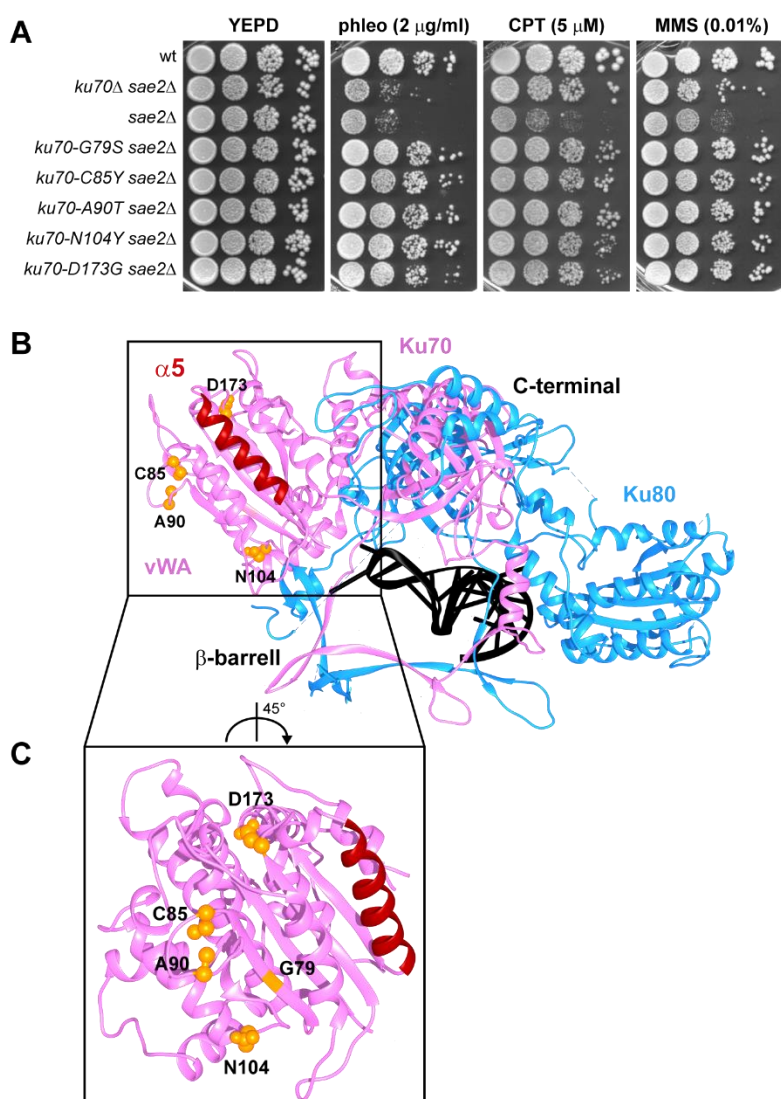 A
YEPD phleo (2 μg/ml) CPT (5 μM) MMS (0.01%)
wt
ku70Δ sae2Δ
sae2Δ
ku70-G79S sae2Δ
ku70-C85Y sae2Δ
ku70-A90T sae2Δ
ku70-N104Y sae2Δ
ku70-D173G sae2Δ
B
Ku70
α5
D173
C-terminal
C85
Ku80
A90
vWA
N104
β-barrell
45°
C
D173
C85
A90
G79
N104